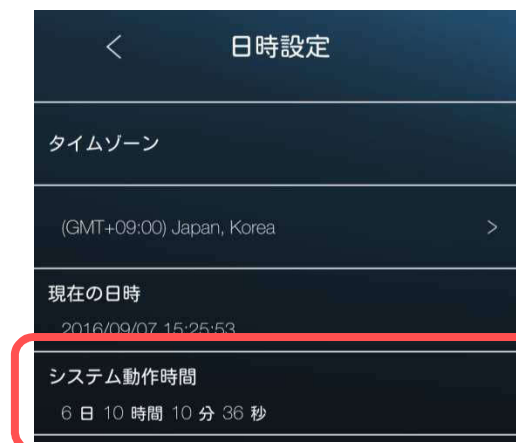 日時設定
タイムゾーン
(GMT+09:00) Japan, Korea
現在の日時
2016/09/07 15:25:53
システム動作時間
6 日 10 時間 10 分 36 秒